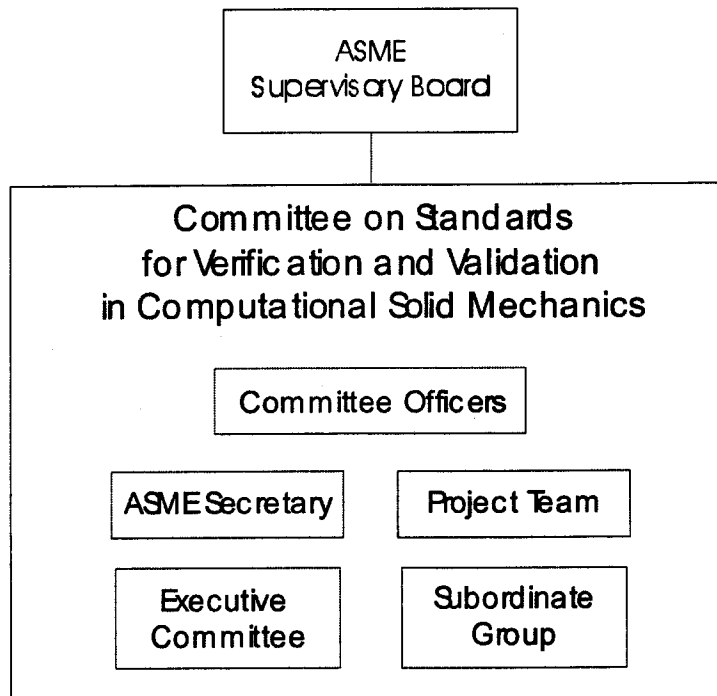 ASME
Supervisory Board
Committee on Standards
for Verification and Validation
in Computational Solid Mechanics
Committee Officers
ASME Secretary
Project Team
Executive
Committee
Subordinate
Group